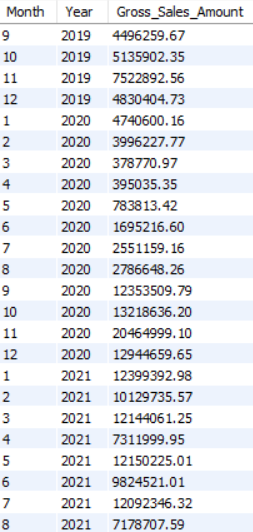 Month Year Gross_Sales_Amount
9 2019 4496259.67
10 2019 5135902.35
11 2019 7522892.56
12 2019 4830404.73
1 2020 4740600.16
2 2020 3996227.77
3 2020 378770.97
4 2020 395035.35
5 2020 783813.42
6 2020 1695216.60
7 2020 2551159.16
8 2020 2786648.26
9 2020 12353509.79
10 2020 13218636.20
11 2020 20464999.10
12 2020 12944659.65
1 2021 12399392.98
2 2021 10129735.57
3 2021 12144061.25
4 2021 7311999.95
5 2021 12150225.01
6 2021 9824521.01
7 2021 12092346.32
8 2021 7178707.59